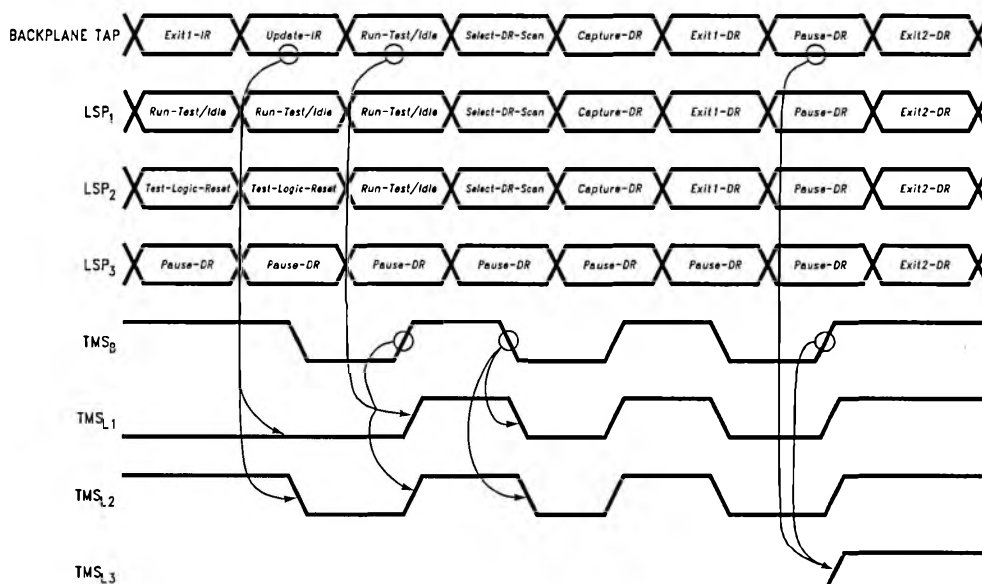 BACKPLANE TAP Exit1-IR Update-IR Run-Test/Idle Select-DR-Scan Capture-DR Exit1-DR Pause-DR Exit2-DR
LSP1 Run-Test/Idle Run-Test/Idle Run-Test/Idle Select-DR-Scan Capture-DR Exit1-DR Pause-DR Exit2-DR
LSP2 Test-Logic-Reset Test-Logic-Reset Run-Test/Idle Select-DR-Scan Capture-DR Exit1-DR Pause-DR Exit2-DR
LSP3 Pause-DR Pause-DR Pause-DR Pause-DR Pause-DR Pause-DR Pause-DR Exit2-DR
TMSB
TMSL1
TMSL2
TMSL3